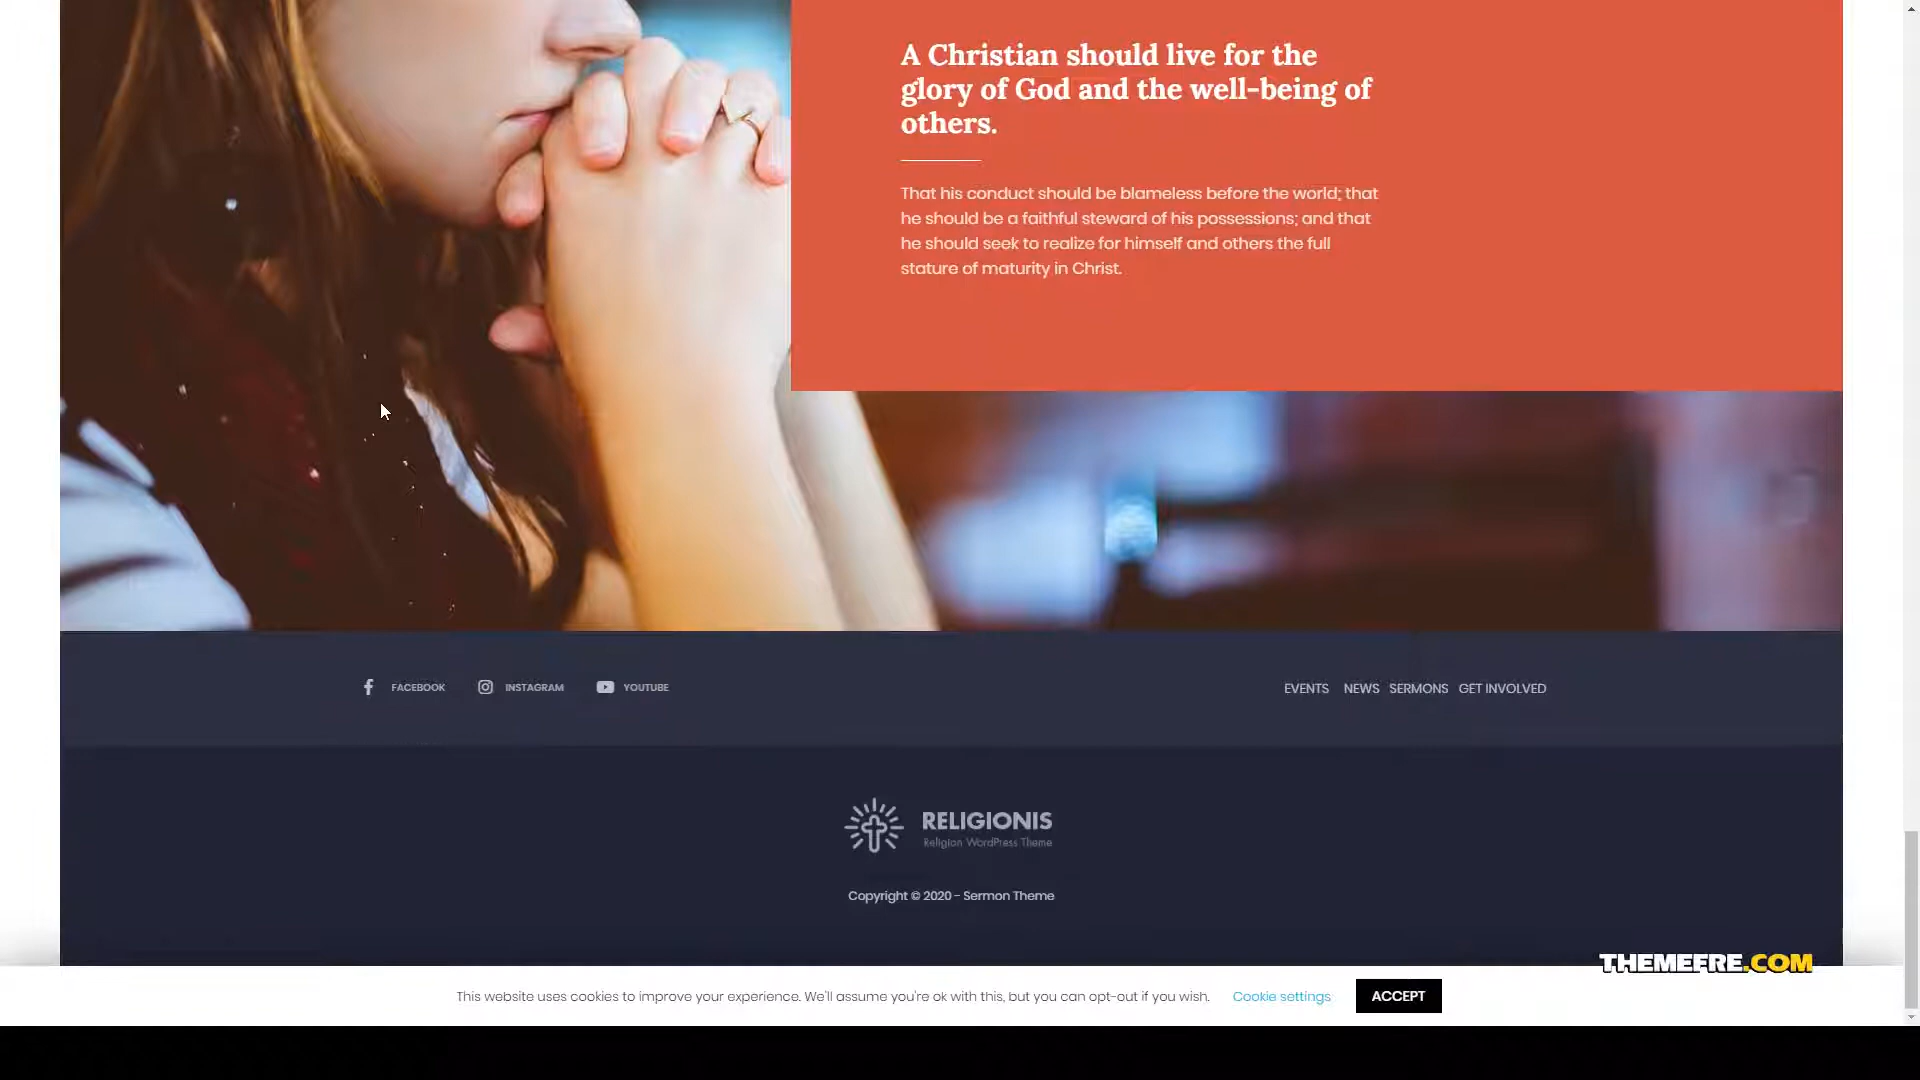 A Christian should live for the
glory of God and the well-being of
others.
That his conduct should be blameless before the world; that
he should be a faithful steward of his possessions; and that
he should seek to realize for himself and others the full
stature of maturity in Christ.
FACEBOOK INSTAGRAM YOUTUBE
EVENTS NEWS SERMONS GET INVOLVED
RELIGIONIS
Religion WordPress Theme
Copyright © 2020 - Sermon Theme
THEMEFRE.COM
This website uses cookies to improve your experience. We'll assume you're ok with this, but you can opt-out if you wish. Cookie settings ACCEPT